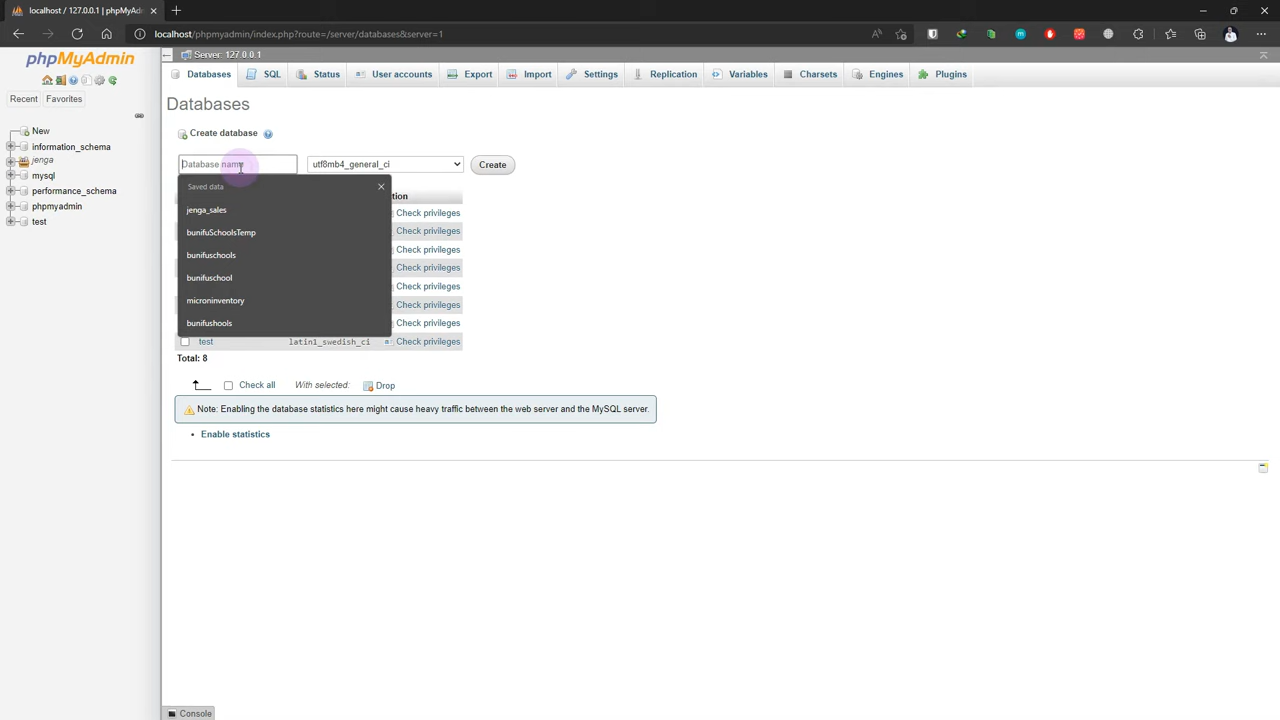 localhost / 127.0.0.1 | phpMyAdm
localhost/phpmyadmin/index.php?route=/server/databases&server=1
phpMyAdmin
Server: 127.0.0.1
Databases SQL Status User accounts Export Import Settings Replication Variables Charsets Engines Plugins
Recent Favorites
Databases
New
information_schema
jenga
mysql
performance_schema
phpmyadmin
test
Create database
Database name utf8mb4_general_ci Create
Saved data
jenga_sales
bunifuSchoolsTemp
bunifuschools
bunifuschool
microninventory
bunifushools
tion
Check privileges
Check privileges
Check privileges
Check privileges
Check privileges
Check privileges
Check privileges
test latin1_swedish_ci Check privileges
Total: 8
Check all With selected: Drop
Note: Enabling the database statistics here might cause heavy traffic between the web server and the MySQL server.
Enable statistics
Console